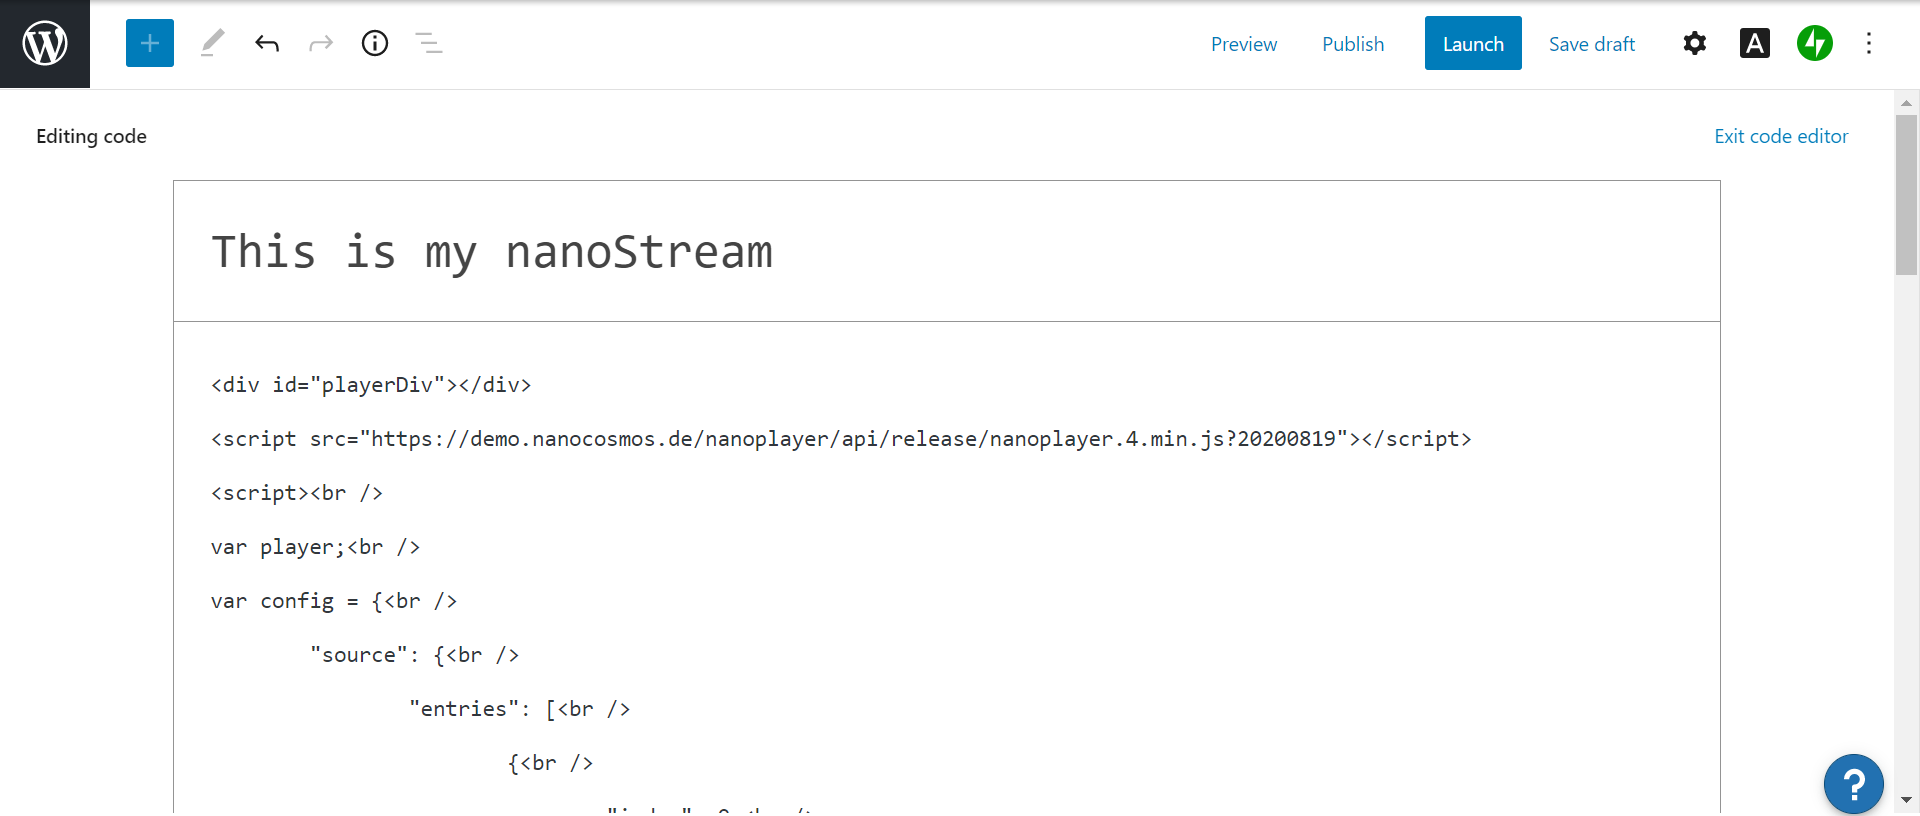 Preview Publish Launch Save draft A
Editing code
Exit code editor
This is my nanoStream
<div id="playerDiv"></div>
<script src="https://demo.nanocosmos.de/nanoplayer/api/release/nanoplayer.4.min.js?20200819"></script>
<script><br />
var player;<br />
var config = {<br />
"source": {<br />
"entries": [<br />
{<br />
?